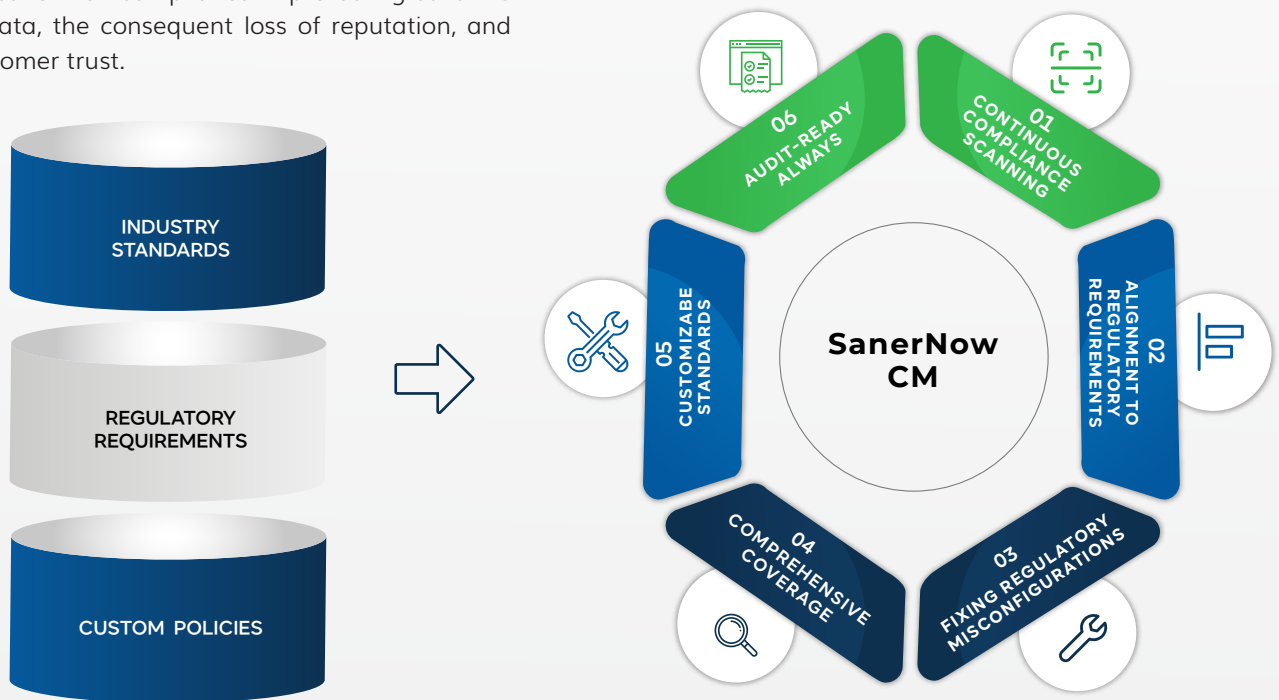 ata, the consequent loss of reputation, and
omer trust.
INDUSTRY
STANDARDS
REGULATORY
REQUIREMENTS
CUSTOM POLICIES
SanerNow
CM
01
CONTINUOUS
COMPLIANCE
SCANNING
02
ALIGNMENT TO
REGULATORY
REQUIREMENTS
03
FIXING REGULATORY
MISCONFIGURATIONS
04
COMPREHENSIVE
COVERAGE
05
CUSTOMIZABE
STANDARDS
06
AUDIT-READY
ALWAYS